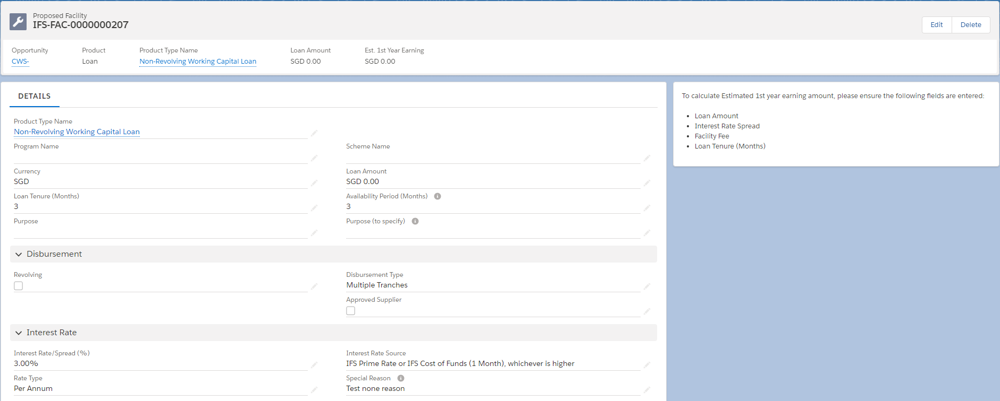 Proposed Facility
IFS-FAC-0000000207
Edit Delete
Opportunity Product Product Type Name Loan Amount Est. 1st Year Earning
CWS- Loan Non-Revolving Working Capital Loan SGD 0.00 SGD 0.00
DETAILS
Product Type Name
Non-Revolving Working Capital Loan
Program Name Scheme Name
Currency Loan Amount
SGD SGD 0.00
Loan Tenure (Months) Availability Period (Months)
3 3
Purpose Purpose (to specify)
Disbursement
Revolving Disbursement Type
Multiple Tranches
Approved Supplier
Interest Rate
Interest Rate/Spread (%) Interest Rate Source
3.00% IFS Prime Rate or IFS Cost of Funds (1 Month), whichever is higher
Rate Type Special Reason
Per Annum Test none reason
To calculate Estimated 1st year earning amount, please ensure the following fields are entered:
• Loan Amount
• Interest Rate Spread
• Facility Fee
• Loan Tenure (Months)